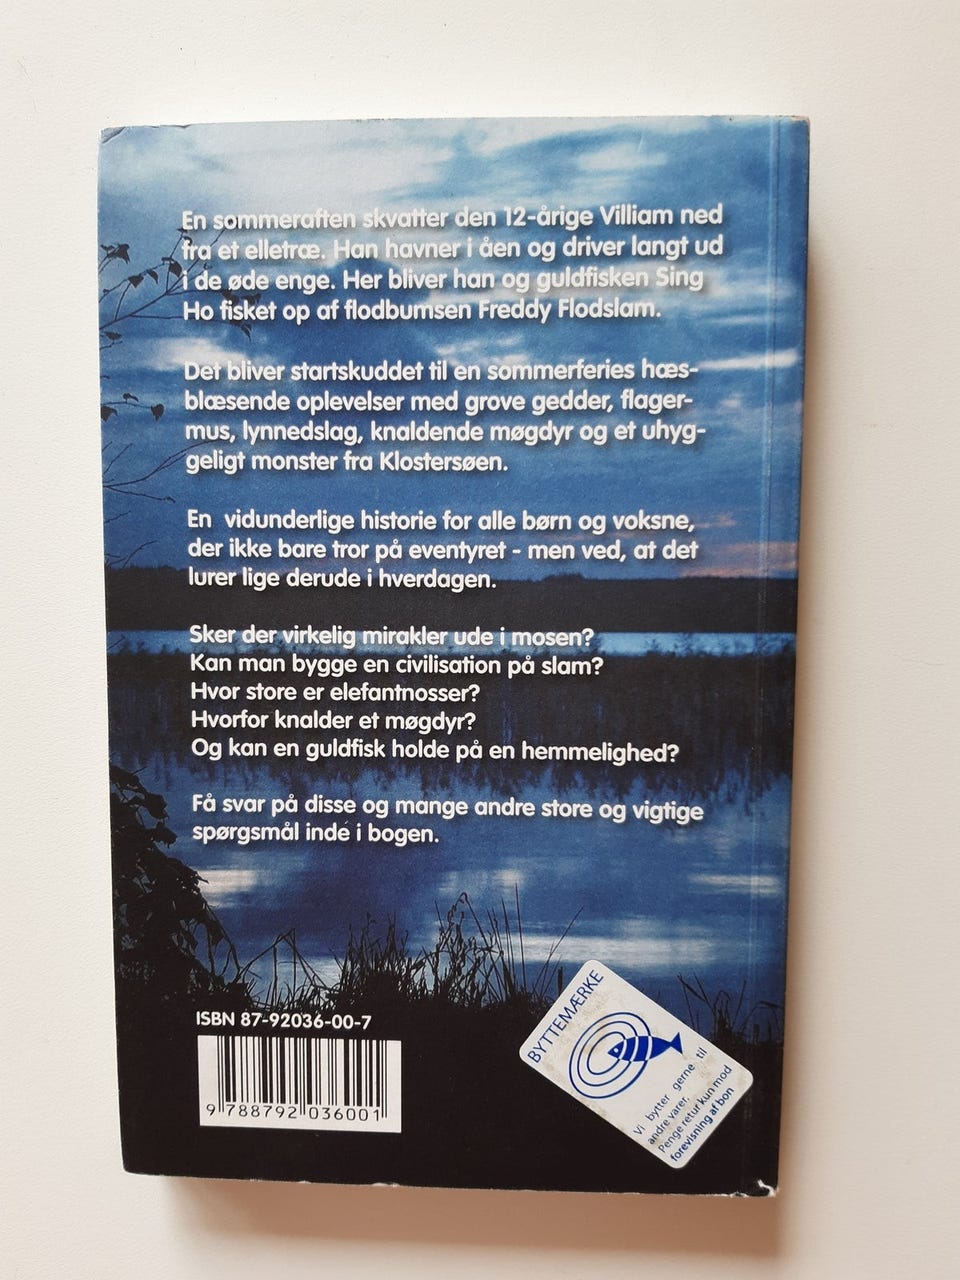 En sommeraften skvatter den 12-årige Villiam ned
fra et elletræ. Han havner i åen og driver langt ud
i de øde enge. Her bliver han og guldfisken Sing
Ho fisket op af flodbumsen Freddy Flodslam.
Det bliver startskuddet til en sommerferies hæs-
blæsende oplevelser med grove gedder, flager-
mus, lynnedslag, knaldende møgdyr og et uhyg-
geligt monster fra Klostersøen.
En vidunderlige historie for alle børn og voksne,
der ikke bare tror på eventyret - men ved, at det
lurer lige derude i hverdagen.
Sker der virkelig mirakler ude i mosen?
Kan man bygge en civilisation på slam?
Hvor store er elefantnosser?
Hvorfor knalder et møgdyr?
Og kan en guldfisk holde på en hemmelighed?
Få svar på disse og mange andre store og vigtige
spørgsmål inde i bogen.
ISBN 87-92036-00-7
9 788792 036001
BYTTEMÆRKE
Vi bytter gerne til
andre varer.
Penge retur kun mod
forevisning af bon